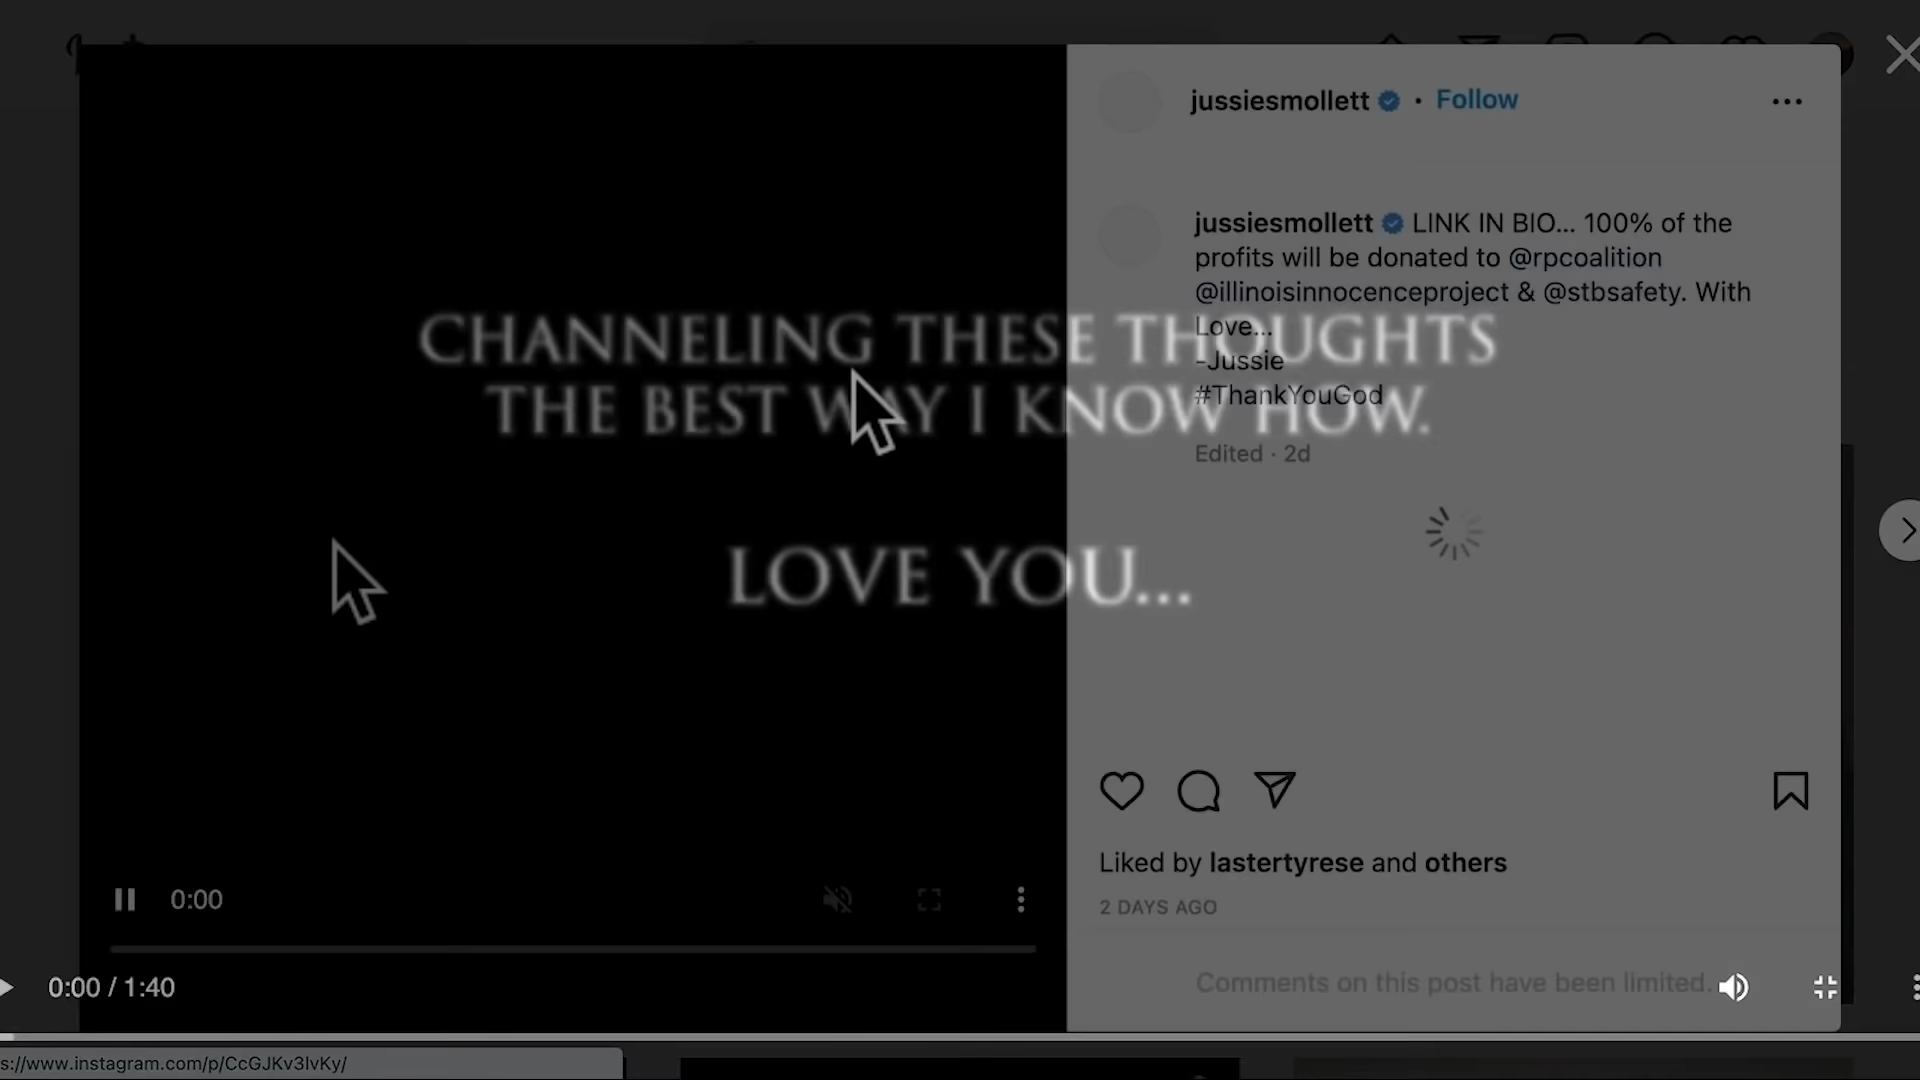 jussiesmollett • Follow
jussiesmollett LINK IN BIO... 100% of the
profits will be donated to @rpcoalition
@illinoisinnocenceproject & @stbsafety. With
Love...
-Jussie
#ThankYouGod
Edited · 2d
CHANNELING THESE THOUGHTS
THE BEST WAY I KNOW HOW.
LOVE YOU...
Liked by lastertyrese and others
2 DAYS AGO
Comments on this post have been limited.
0:00
0:00 / 1:40
s://www.instagram.com/p/CcGJKv3lvKy/